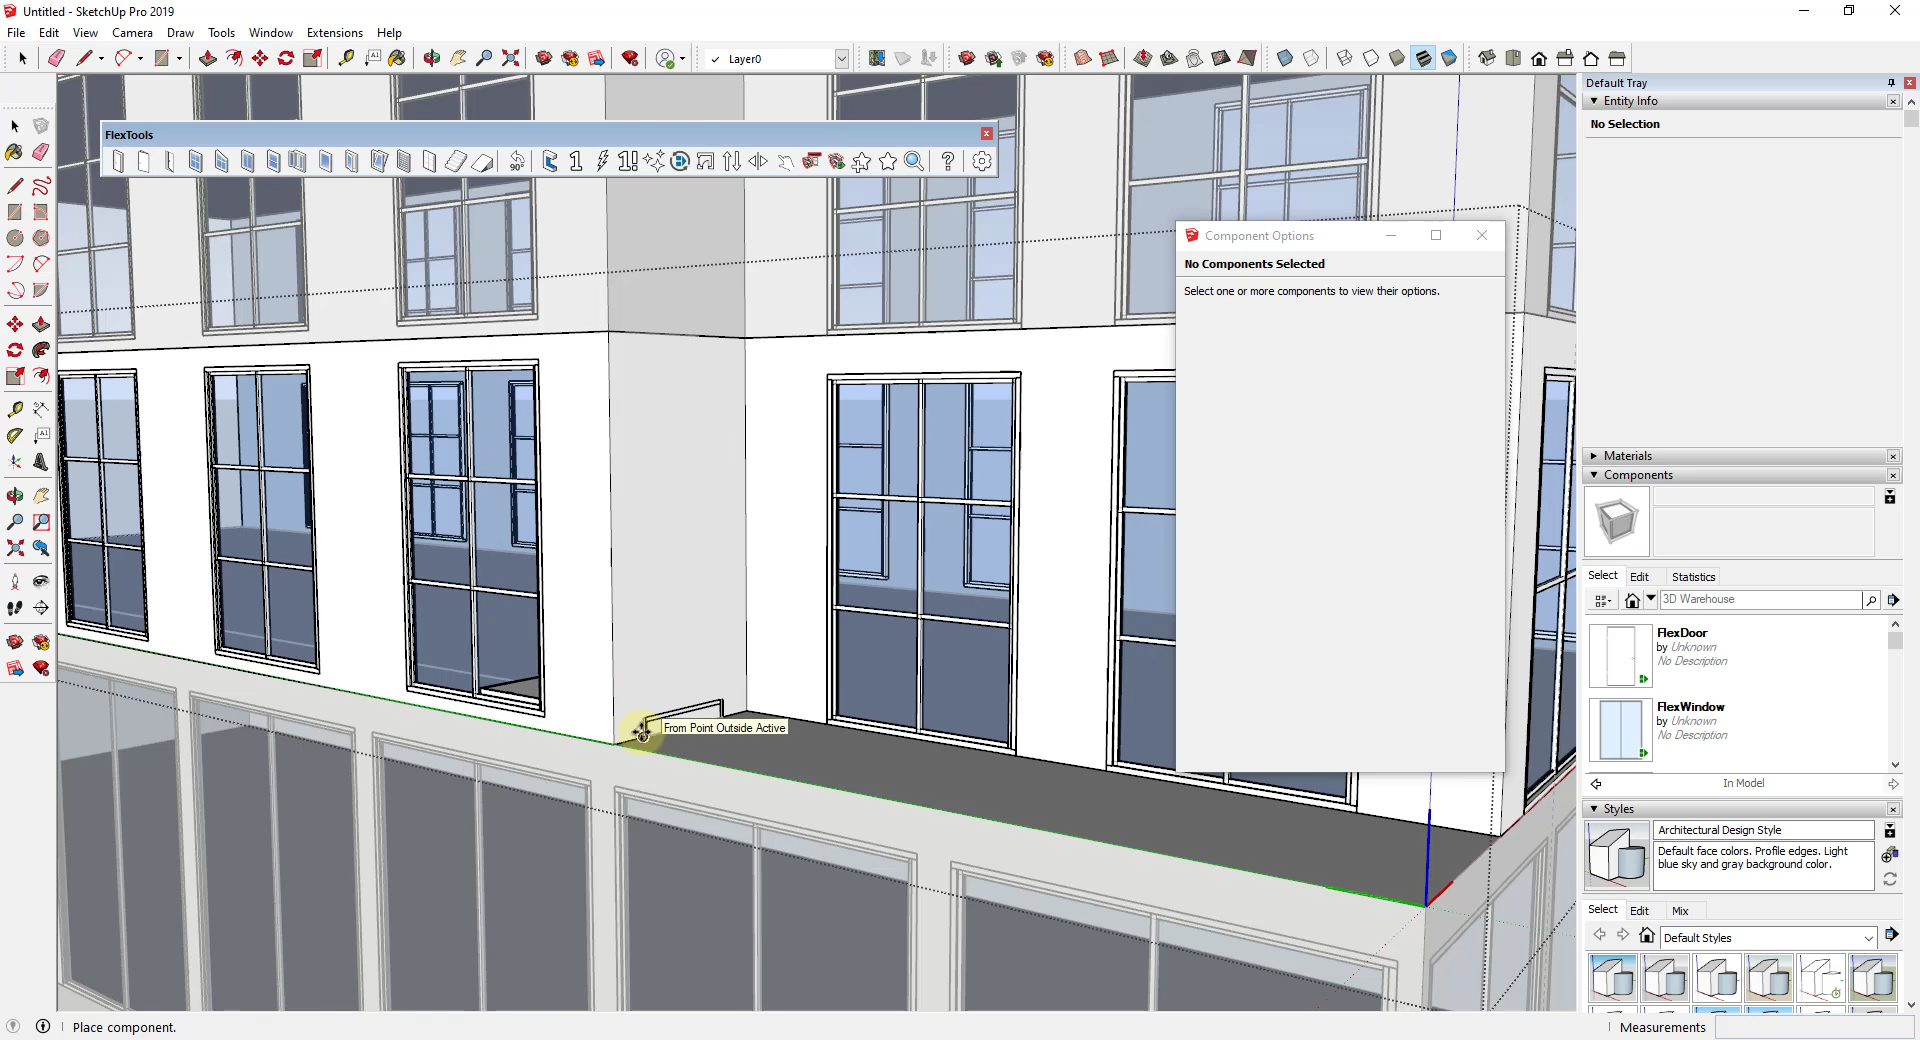 Untitled - SketchUp Pro 2019
File Edit View Camera Draw Tools Window Extensions Help
Layer0
Default Tray
Entity Info
No Selection
FlexTools
90°
1
1!
?
Component Options
No Components Selected
Select one or more components to view their options.
Materials
Components
Select Edit Statistics
3D Warehouse
FlexDoor
by Unknown
No Description
FlexWindow
by Unknown
No Description
In Model
Styles
Architectural Design Style
Default face colors. Profile edges. Light
blue sky and gray background color.
Select Edit Mix
Default Styles
From Point Outside Active
Place component.
Measurements